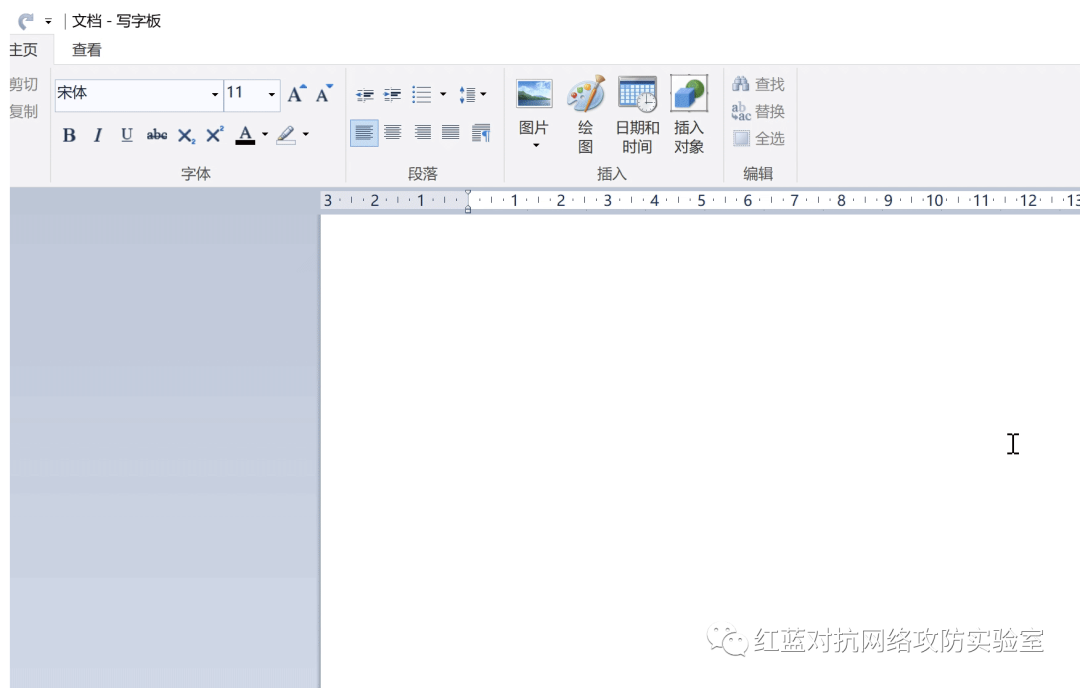 文档 - 写字板
主页 查看
剪切
复制
宋体 11
B I U abc X₂ X² A
字体
段落
图片
绘图
日期和时间
插入对象
插入
查找
替换
全选
编辑
3 2 1 1 2 3 4 5 6 7 8 9 10 11 12 13
红蓝对抗网络攻防实验室